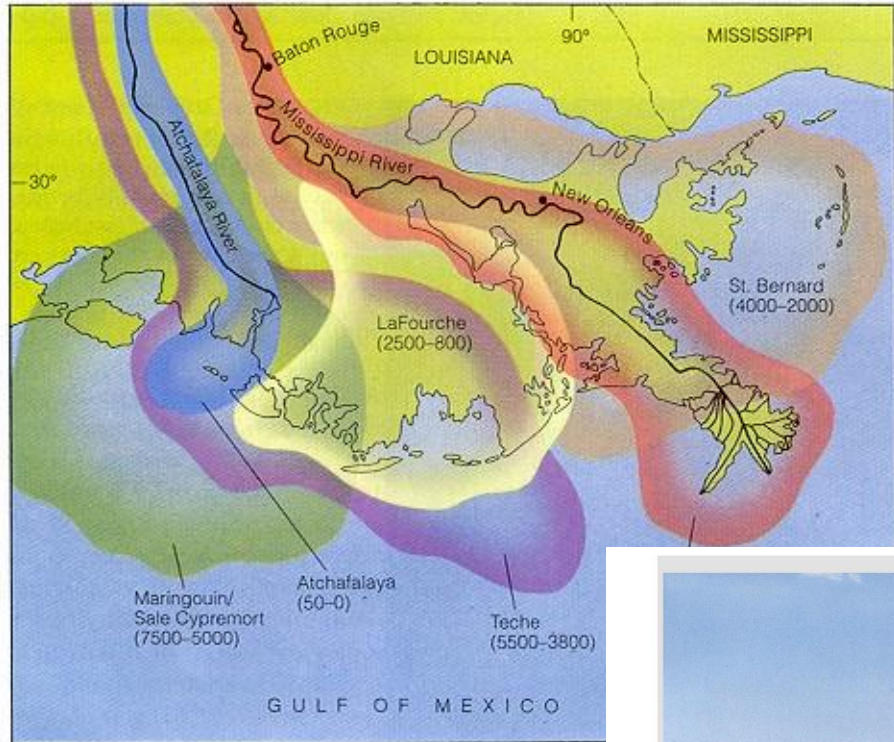 90°
MISSISSIPPI
LOUISIANA
Baton Rouge
Mississippi River
Atchafalaya River
30°
New Orleans
St. Bernard
(4000–2000)
LaFourche
(2500–800)
Maringouin/
Sale Cypremort
(7500–5000)
Atchafalaya
(50–0)
Teche
(5500–3800)
GULF OF MEXICO